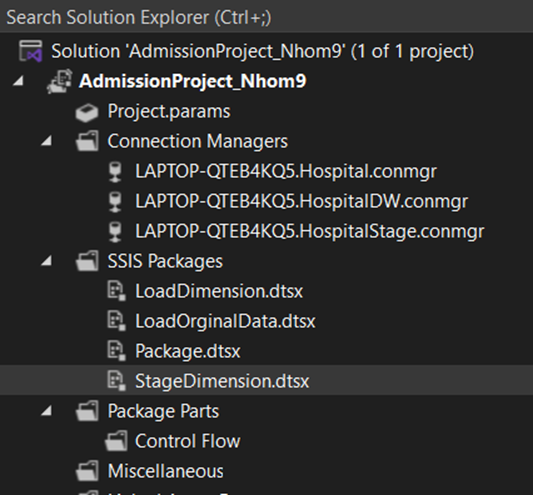 Search Solution Explorer (Ctrl+;)
Solution 'AdmissionProject_Nhom9' (1 of 1 project)
AdmissionProject_Nhom9
Project.params
Connection Managers
LAPTOP-QTEB4KQ5.Hospital.conmgr
LAPTOP-QTEB4KQ5.HospitalDW.conmgr
LAPTOP-QTEB4KQ5.HospitalStage.conmgr
SSIS Packages
LoadDimension.dtsx
LoadOrginalData.dtsx
Package.dtsx
StageDimension.dtsx
Package Parts
Control Flow
Miscellaneous